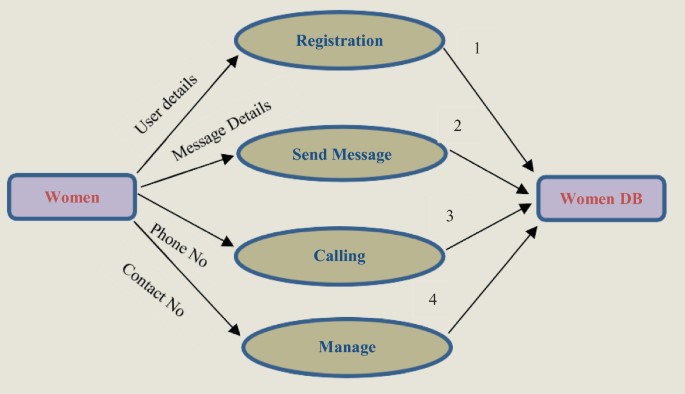 Registration
1
User details
Message Details
2
Send Message
Women
Women DB
3
Phone No
Calling
Contact No
4
Manage